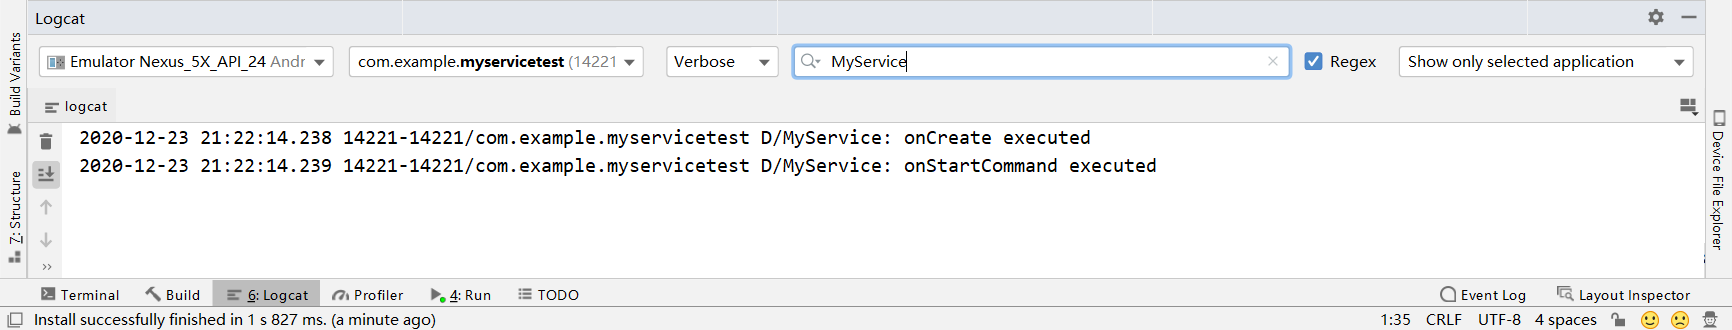 Logcat
Emulator Nexus_5X_API_24 Andr
com.example.myservicetest (14221
Verbose
MyService
Regex
Show only selected application
logcat
2020-12-23 21:22:14.238 14221-14221/com.example.myservicetest D/MyService: onCreate executed
2020-12-23 21:22:14.239 14221-14221/com.example.myservicetest D/MyService: onStartCommand executed
Build Variants
Z: Structure
Device File Explorer
Terminal
Build
6: Logcat
Profiler
4: Run
TODO
Event Log
Layout Inspector
Install successfully finished in 1 s 827 ms. (a minute ago)
1:35
CRLF
UTF-8
4 spaces